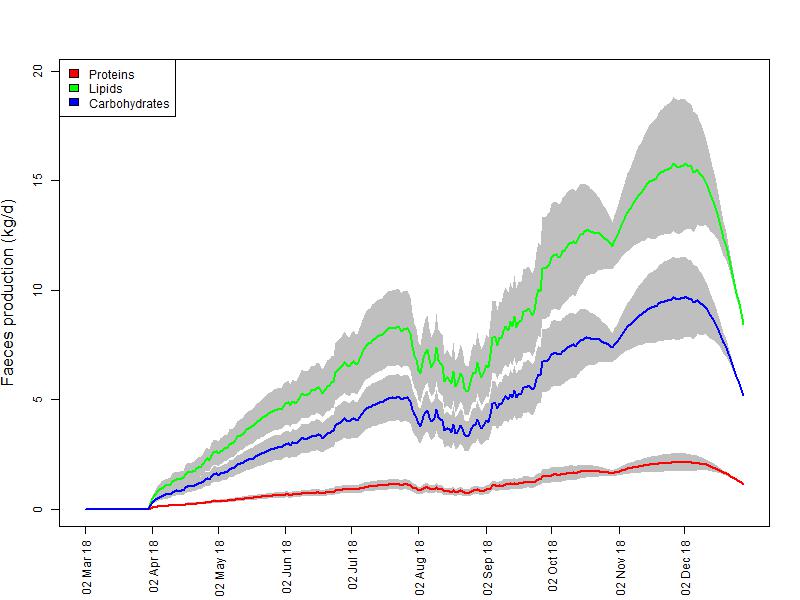 Proteins
Lipids
Carbohydrates
Faeces production (kg/d)
20
15
10
5
0
02 Mar 18
02 Apr 18
02 May 18
02 Jun 18
02 Jul 18
02 Aug 18
02 Sep 18
02 Oct 18
02 Nov 18
02 Dec 18